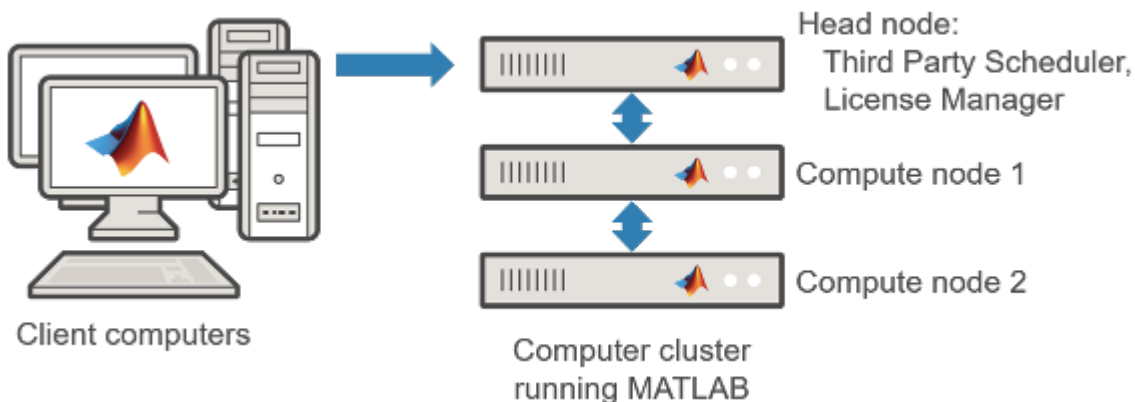 Head node:
Third Party Scheduler,
License Manager
Compute node 1
Compute node 2
Client computers
Computer cluster
running MATLAB